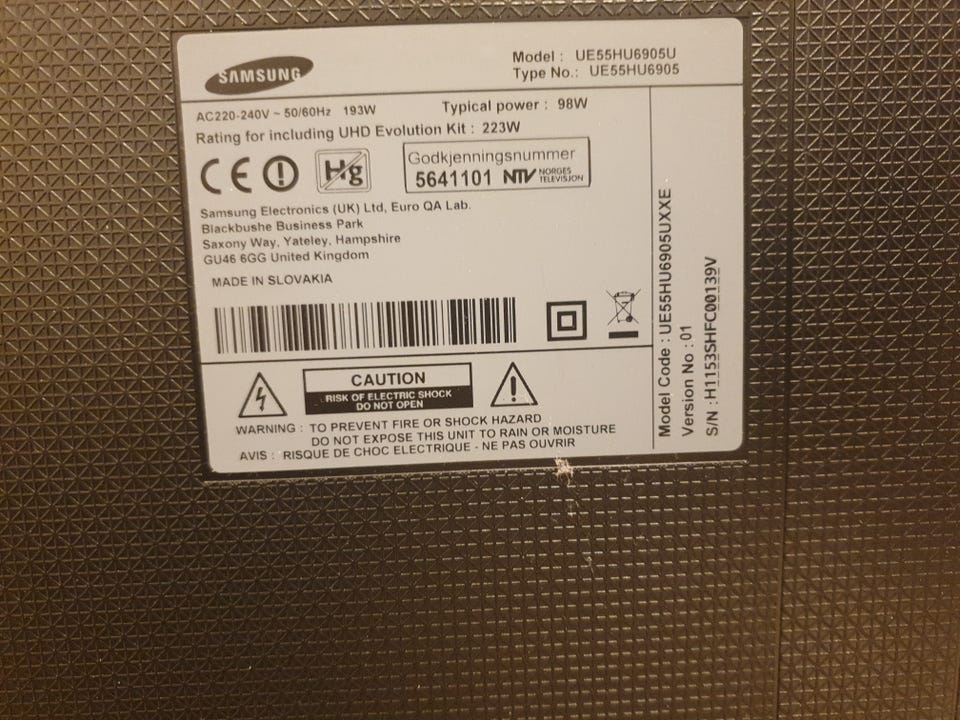 SAMSUNG
Model : UE55HU6905U
Type No.: UE55HU6905
AC220-240V ~ 50/60Hz 193W Typical power : 98W
Rating for including UHD Evolution Kit : 223W
CE Hg
Godkjenningsnummer
5641101 NTV NORGES TELEVISJON
Samsung Electronics (UK) Ltd, Euro QA Lab.
Blackbushe Business Park
Saxony Way, Yateley, Hampshire
GU46 6GG United Kingdom
MADE IN SLOVAKIA
CAUTION
RISK OF ELECTRIC SHOCK
DO NOT OPEN
WARNING : TO PREVENT FIRE OR SHOCK HAZARD
DO NOT EXPOSE THIS UNIT TO RAIN OR MOISTURE
AVIS : RISQUE DE CHOC ELECTRIQUE - NE PAS OUVRIR
Model Code : UE55HU6905UXXE
Version No : 01
S/N : H1153SHFC00139V